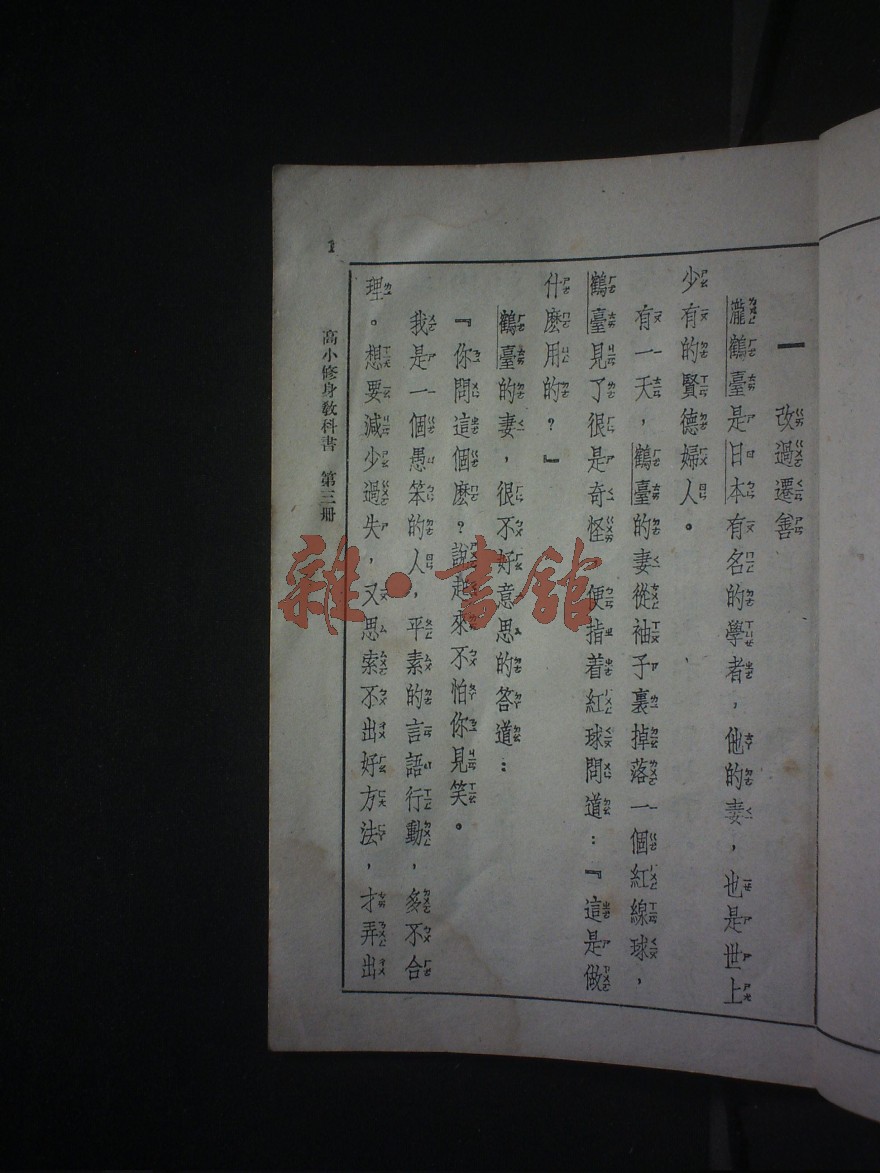 一　改過遷善
瀧鶴臺是日本有名的學者，他的妻，也是世上
少有的賢德婦人。
有一天，鶴臺的妻從袖子裏掉落一個紅線球，
鶴臺見了很是奇怪　便指着紅球問道：『這是做
什麽用的？』
鶴臺的妻，很不好意思的答道：
『你問這個麽？說起來不怕你見笑。
我是一個愚笨的人，平素的言語行動，多不合
理。想要減少過失，又思索不出好方法，才弄出
高小修身教科書　第三册
1
雜·書館